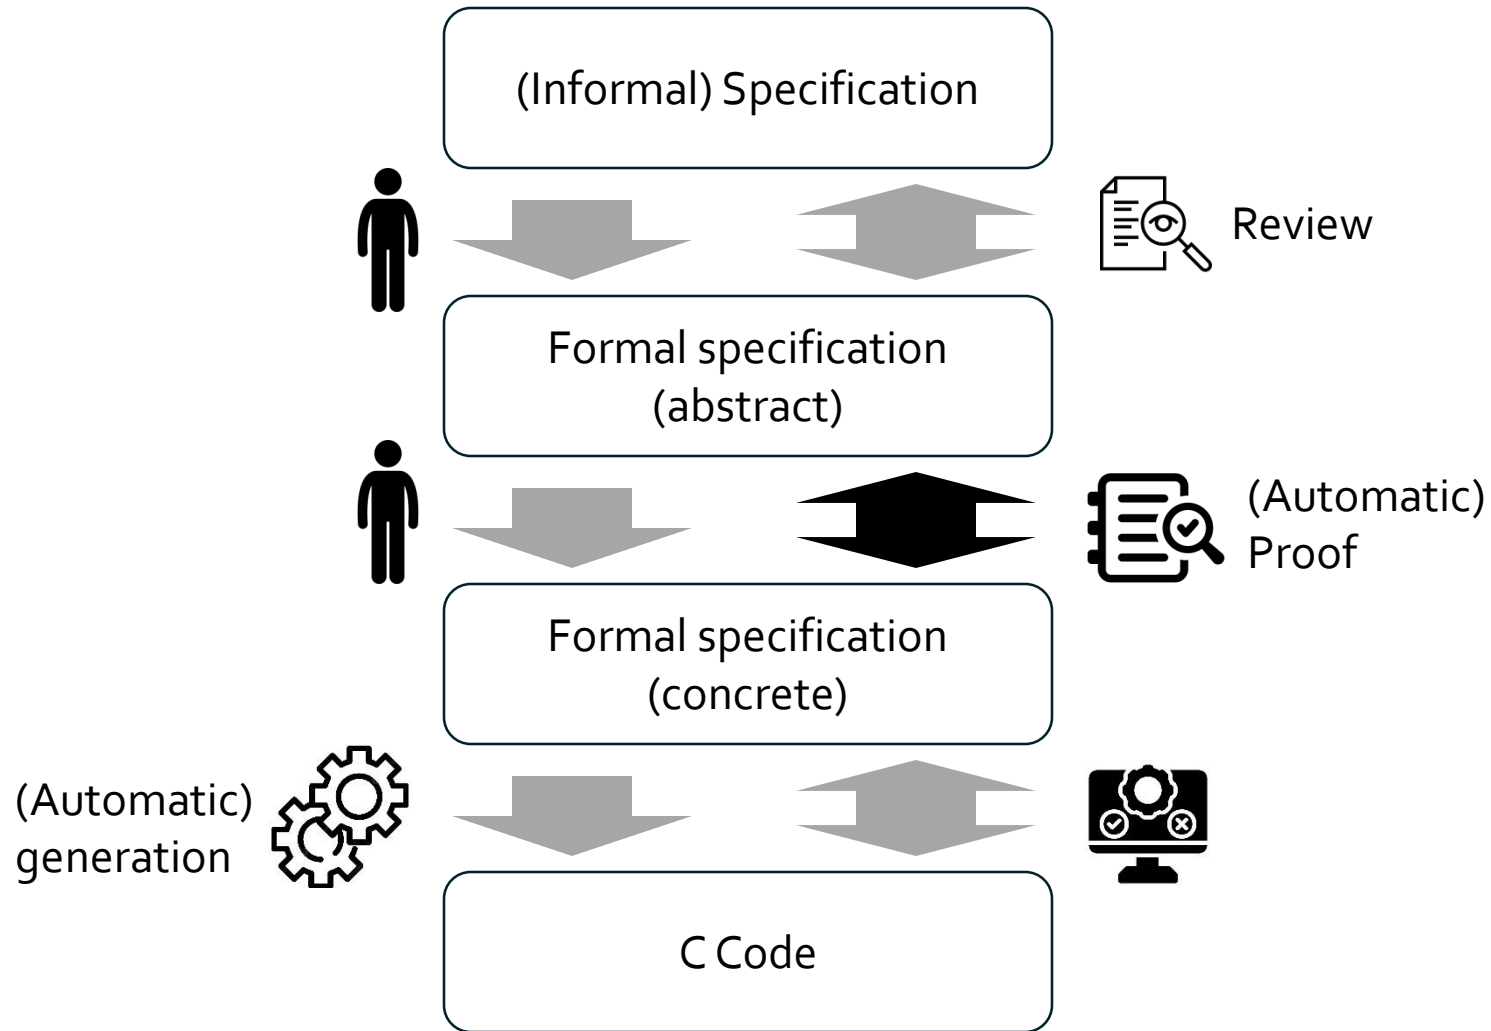 (Informal) Specification
Review
Formal specification
(abstract)
(Automatic)
Proof
Formal specification
(concrete)
(Automatic)
generation
C Code